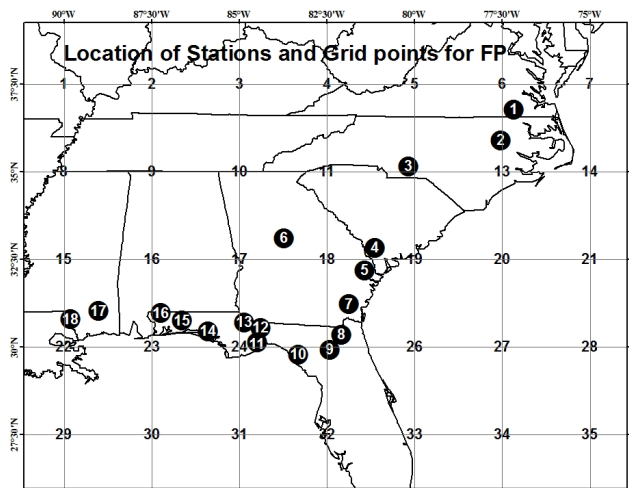 90°W 87°30'W 85°W 82°30'W 80°W 77°30'W 75°W
Location of Stations and Grid points for FP
37°30'N
1 2 3 4 5 6 7
1
2
3
35°N
8 9 10 11 13 14
6
4
32°30'N
15 16 17 18 19 20 21
5
7
18 17 16 15 14 13 12 8
30°N
22 23 24 11 10 9 26 27 28
27°30'N
29 30 31 32 33 34 35